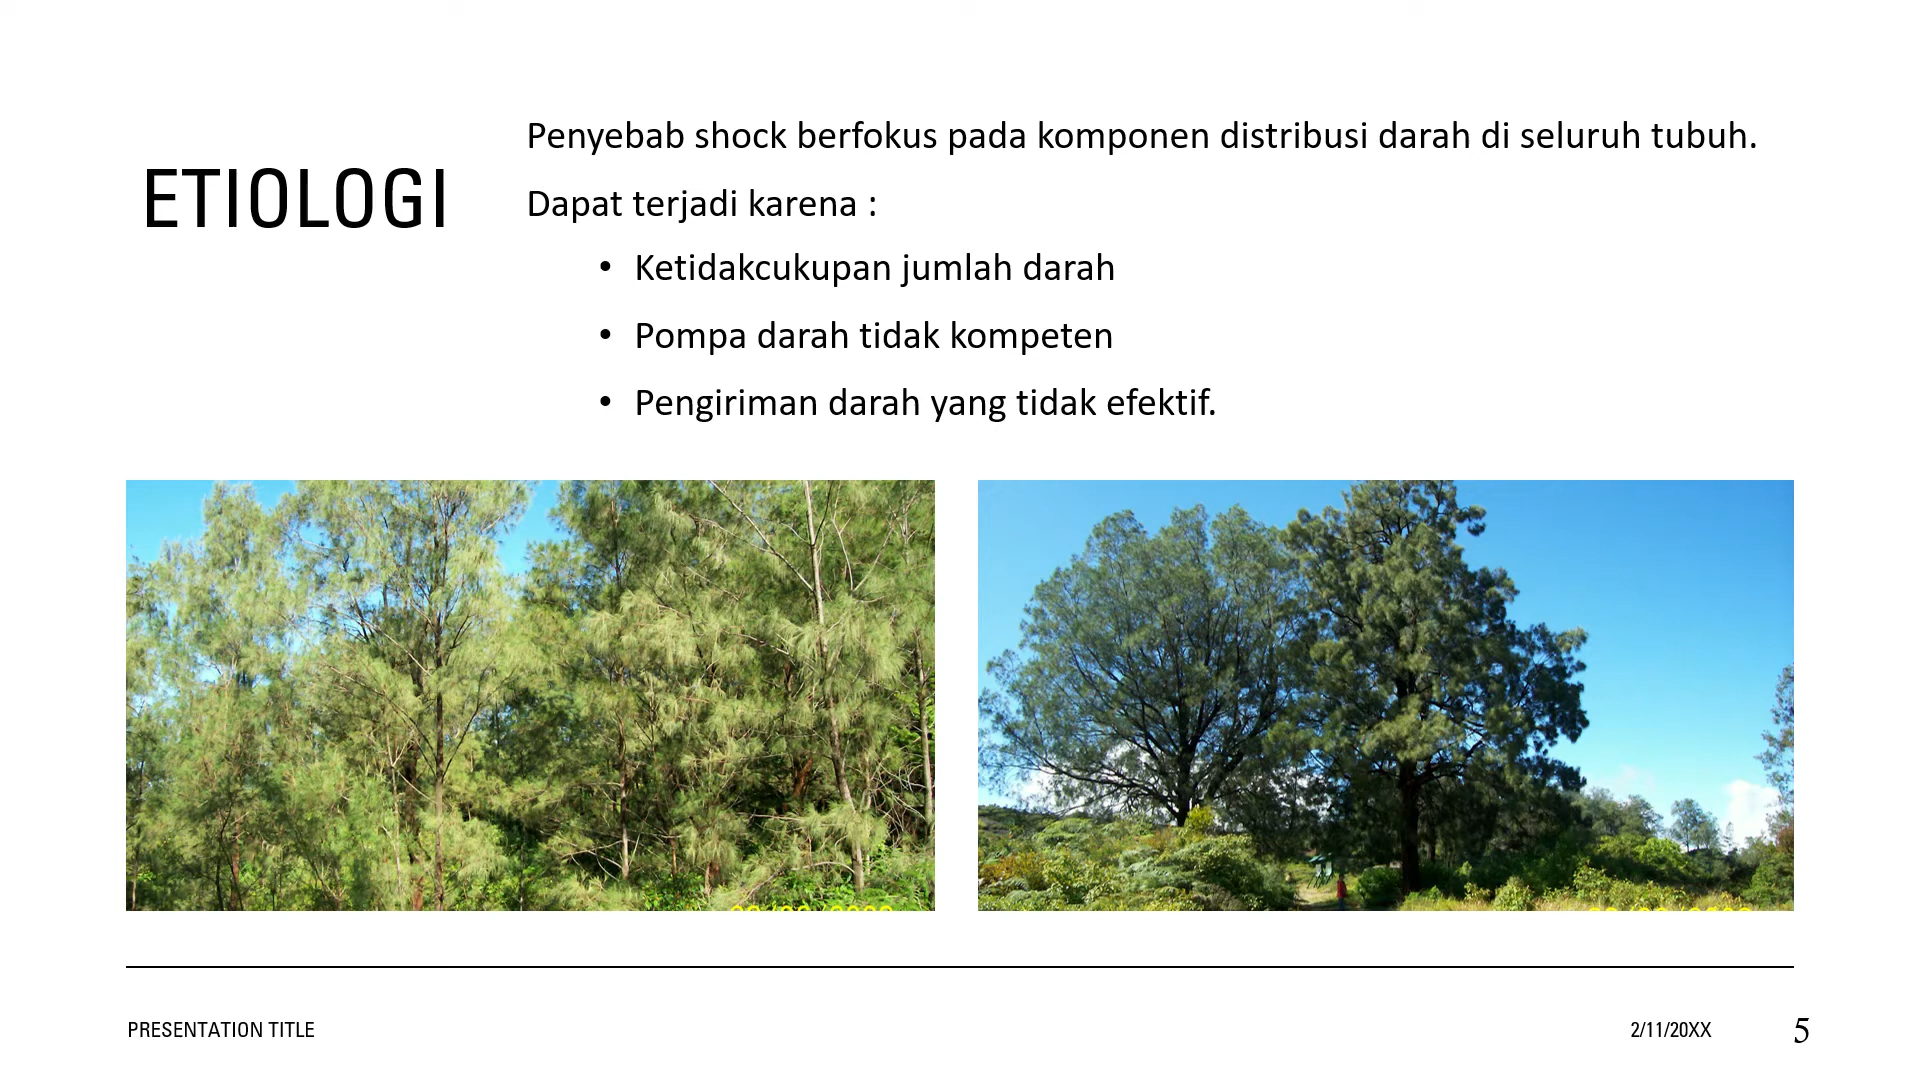 ETIOLOGI
Penyebab shock berfokus pada komponen distribusi darah di seluruh tubuh.
Dapat terjadi karena :
• Ketidakcukupan jumlah darah
• Pompa darah tidak kompeten
• Pengiriman darah yang tidak efektif.
PRESENTATION TITLE
2/11/20XX
5